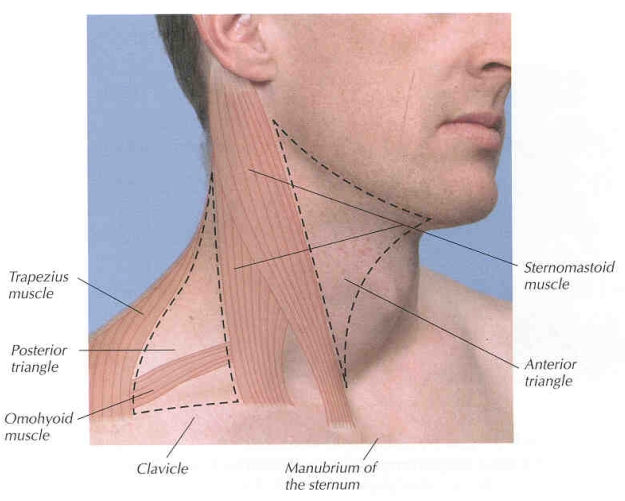 Trapezius
muscle
Posterior
triangle
Omohyoid
muscle
Clavicle
Manubrium of
the sternum
Sternomastoid
muscle
Anterior
triangle